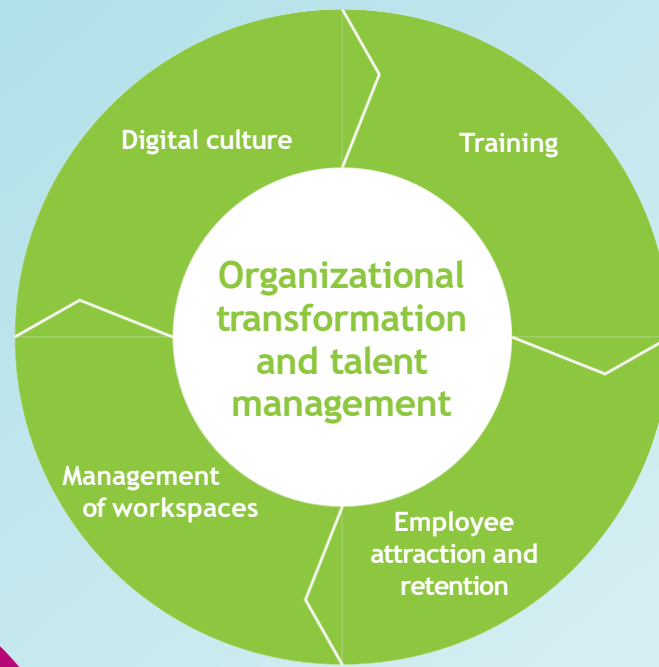 Digital culture
Training
Organizational
transformation
and talent
management
Management
of workspaces
Employee
attraction and
retention